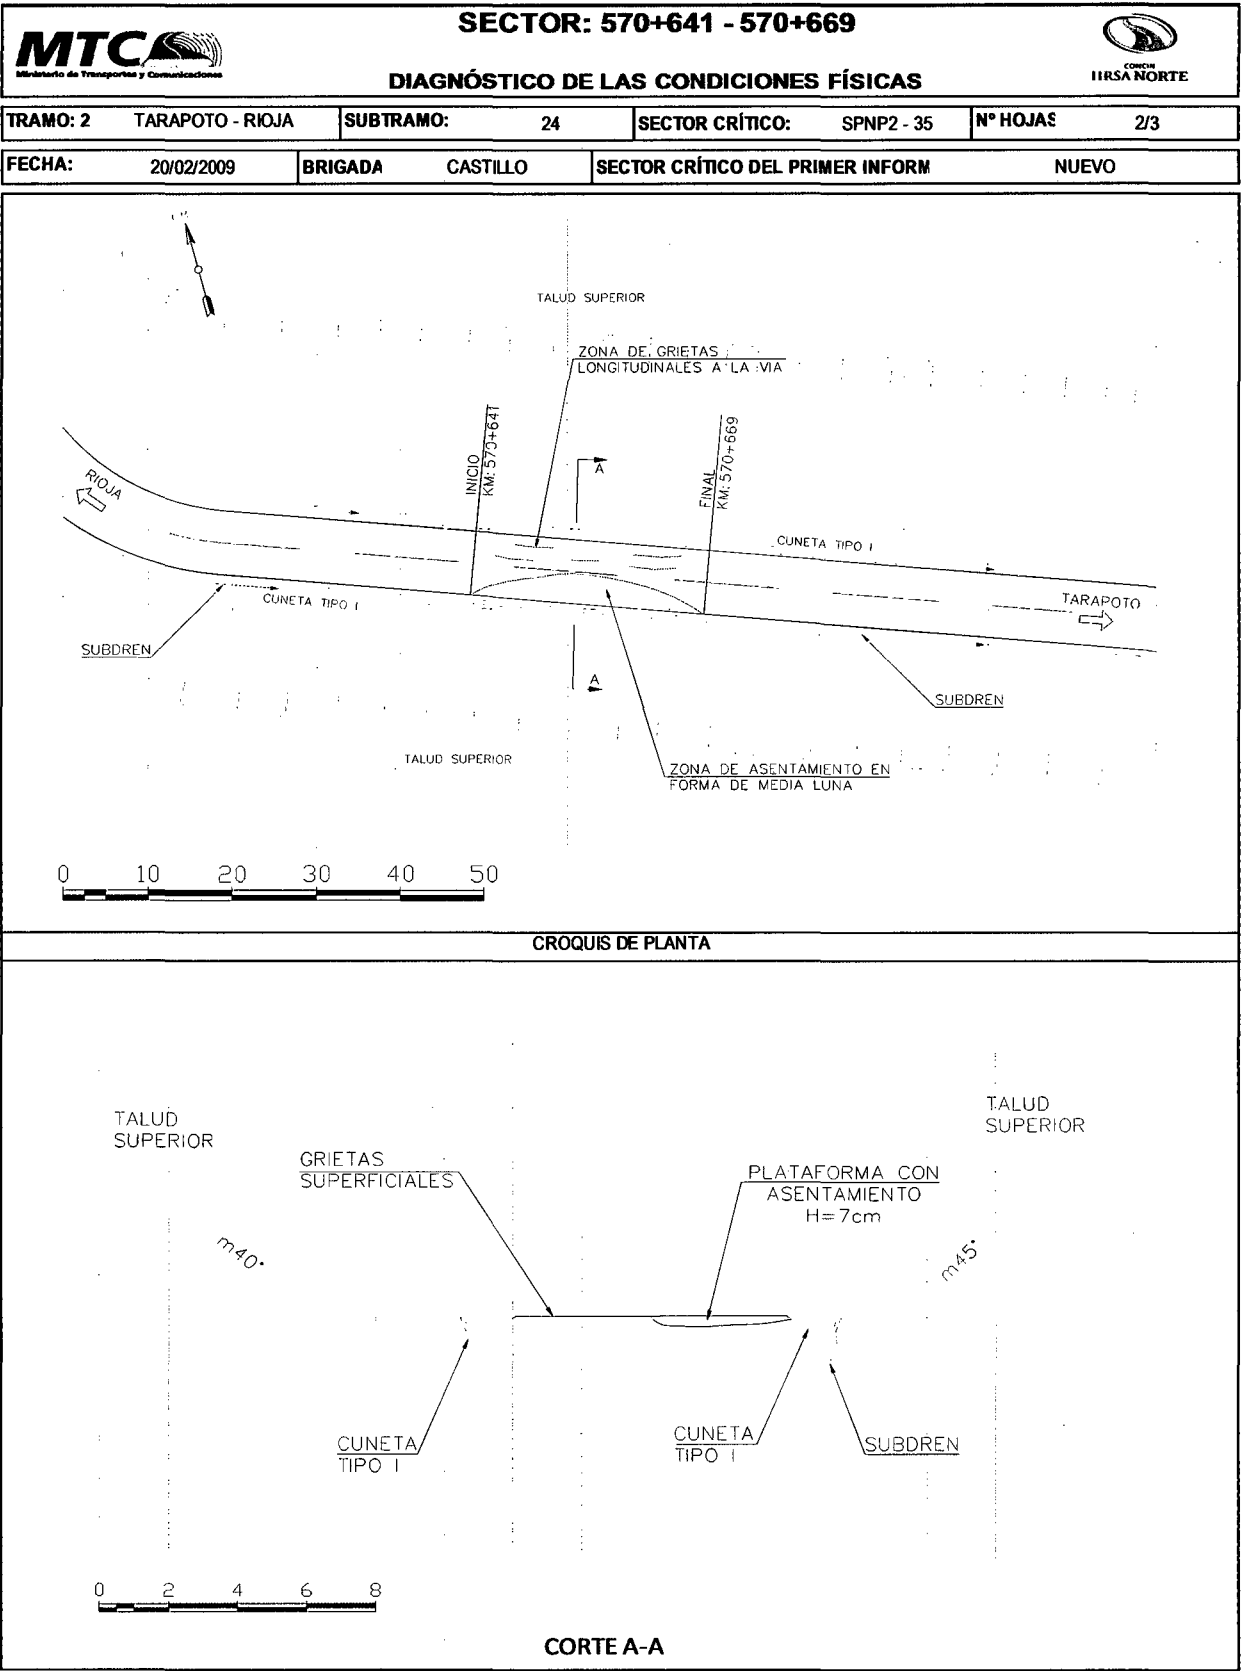 SECTOR: 570+641 - 570+669
MTC
Ministerio de Transportes y Comunicaciones
DIAGNÓSTICO DE LAS CONDICIONES FÍSICAS
CONCIN
IIRSA NORTE
TRAMO: 2 TARAPOTO - RIOJA SUBTRAMO: 24 SECTOR CRÍTICO: SPNP2 - 35 Nº HOJAS 2/3
FECHA: 20/02/2009 BRIGADA CASTILLO SECTOR CRÍTICO DEL PRIMER INFORM NUEVO
TALUD SUPERIOR
ZONA DE GRIETAS
LONGITUDINALES A LA VIA
INICIO
KM: 570+641
FINAL
KM: 570+669
A
RIOJA
CUNETA TIPO I
CUNETA TIPO I
TARAPOTO
SUBDREN
A
SUBDREN
TALUD SUPERIOR
ZONA DE ASENTAMIENTO EN
FORMA DE MEDIA LUNA
0 10 20 30 40 50
CROQUIS DE PLANTA
TALUD
SUPERIOR
TALUD
SUPERIOR
GRIETAS
SUPERFICIALES
PLATAFORMA CON
ASENTAMIENTO
H=7cm
m40°
m45°
CUNETA
TIPO I
CUNETA
TIPO I
SUBDREN
0 2 4 6 8
CORTE A-A